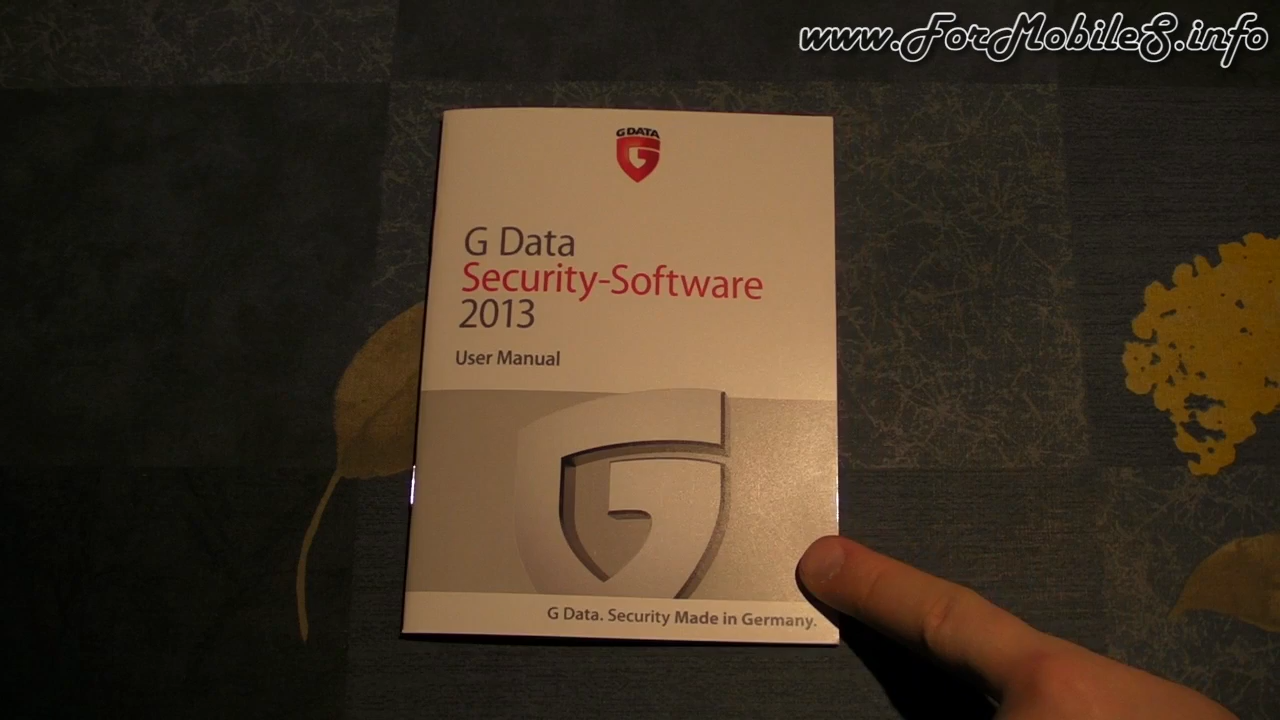 www.ForMobileS.info
G DATA
G Data
Security-Software
2013
User Manual
G Data. Security Made in Germany.